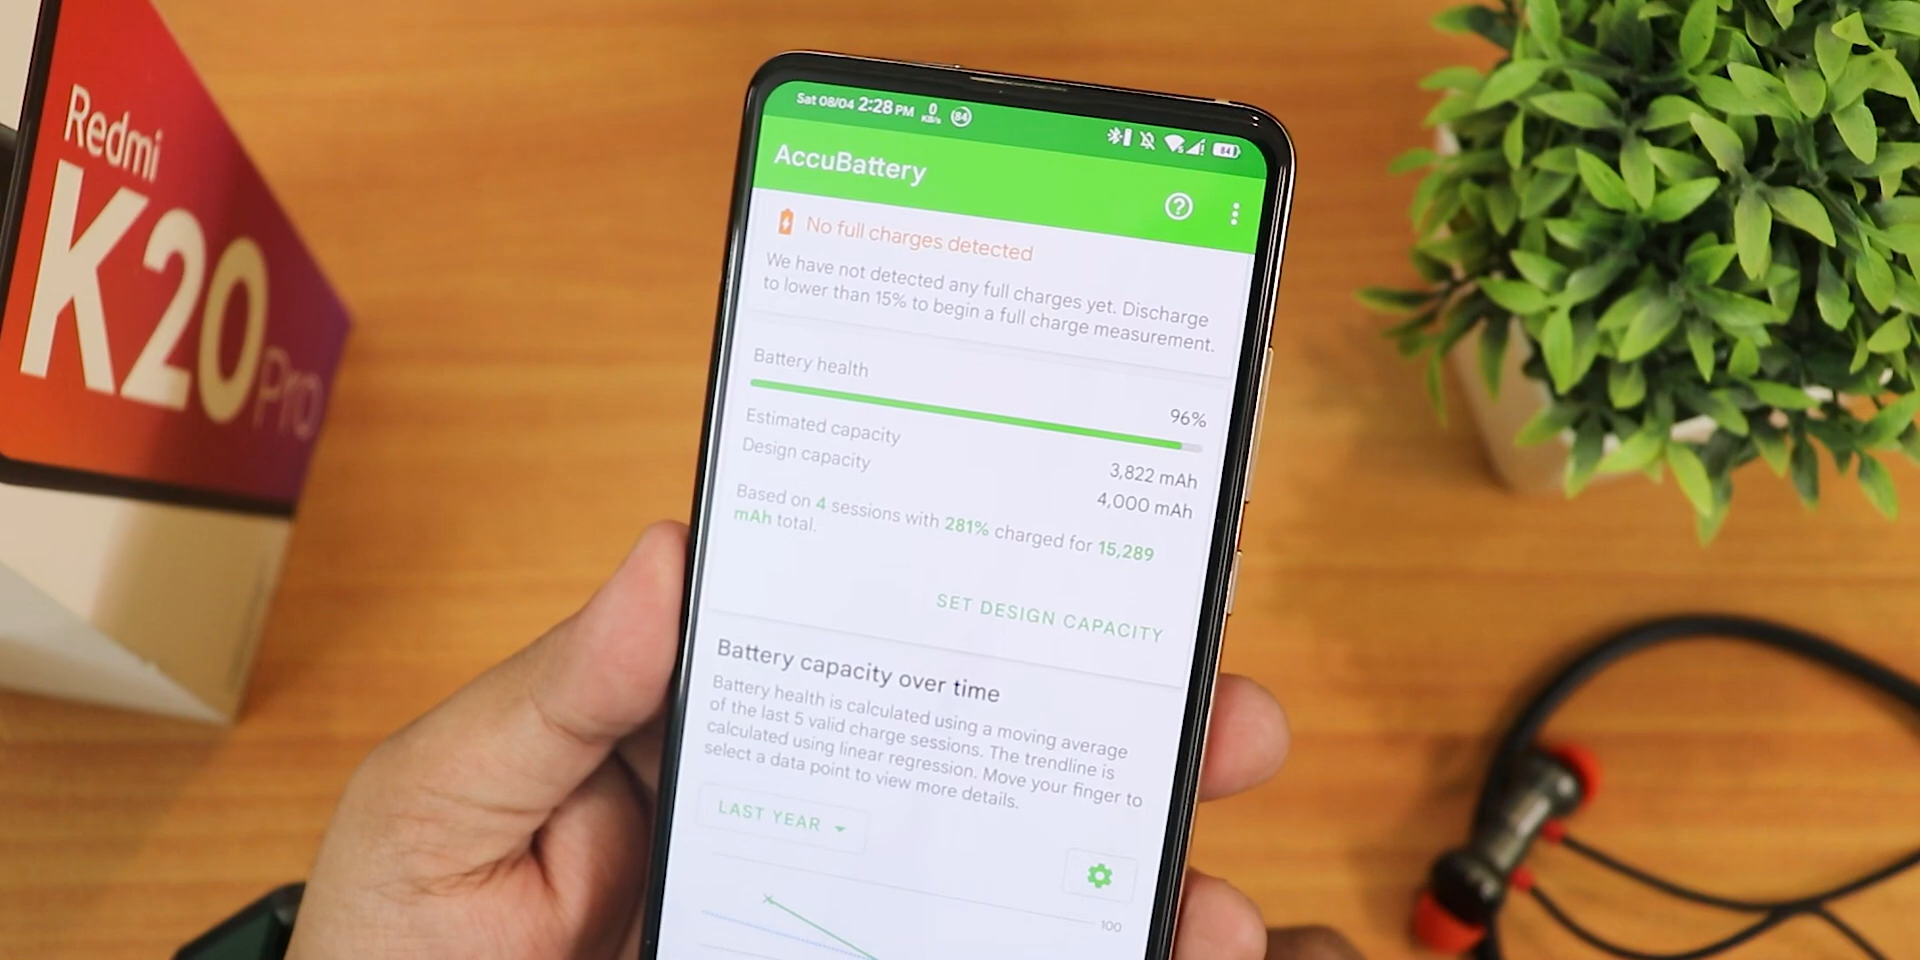 Redmi
K20
Pro
Sat 08/04 2:28 PM 0 KB/s 84
84
AccuBattery
No full charges detected
We have not detected any full charges yet. Discharge
to lower than 15% to begin a full charge measurement.
Battery health
96%
Estimated capacity 3,822 mAh
Design capacity 4,000 mAh
Based on 4 sessions with 281% charged for 15,289
mAh total.
SET DESIGN CAPACITY
Battery capacity over time
Battery health is calculated using a moving average
of the last 5 valid charge sessions. The trendline is
calculated using linear regression. Move your finger to
select a data point to view more details.
LAST YEAR
100